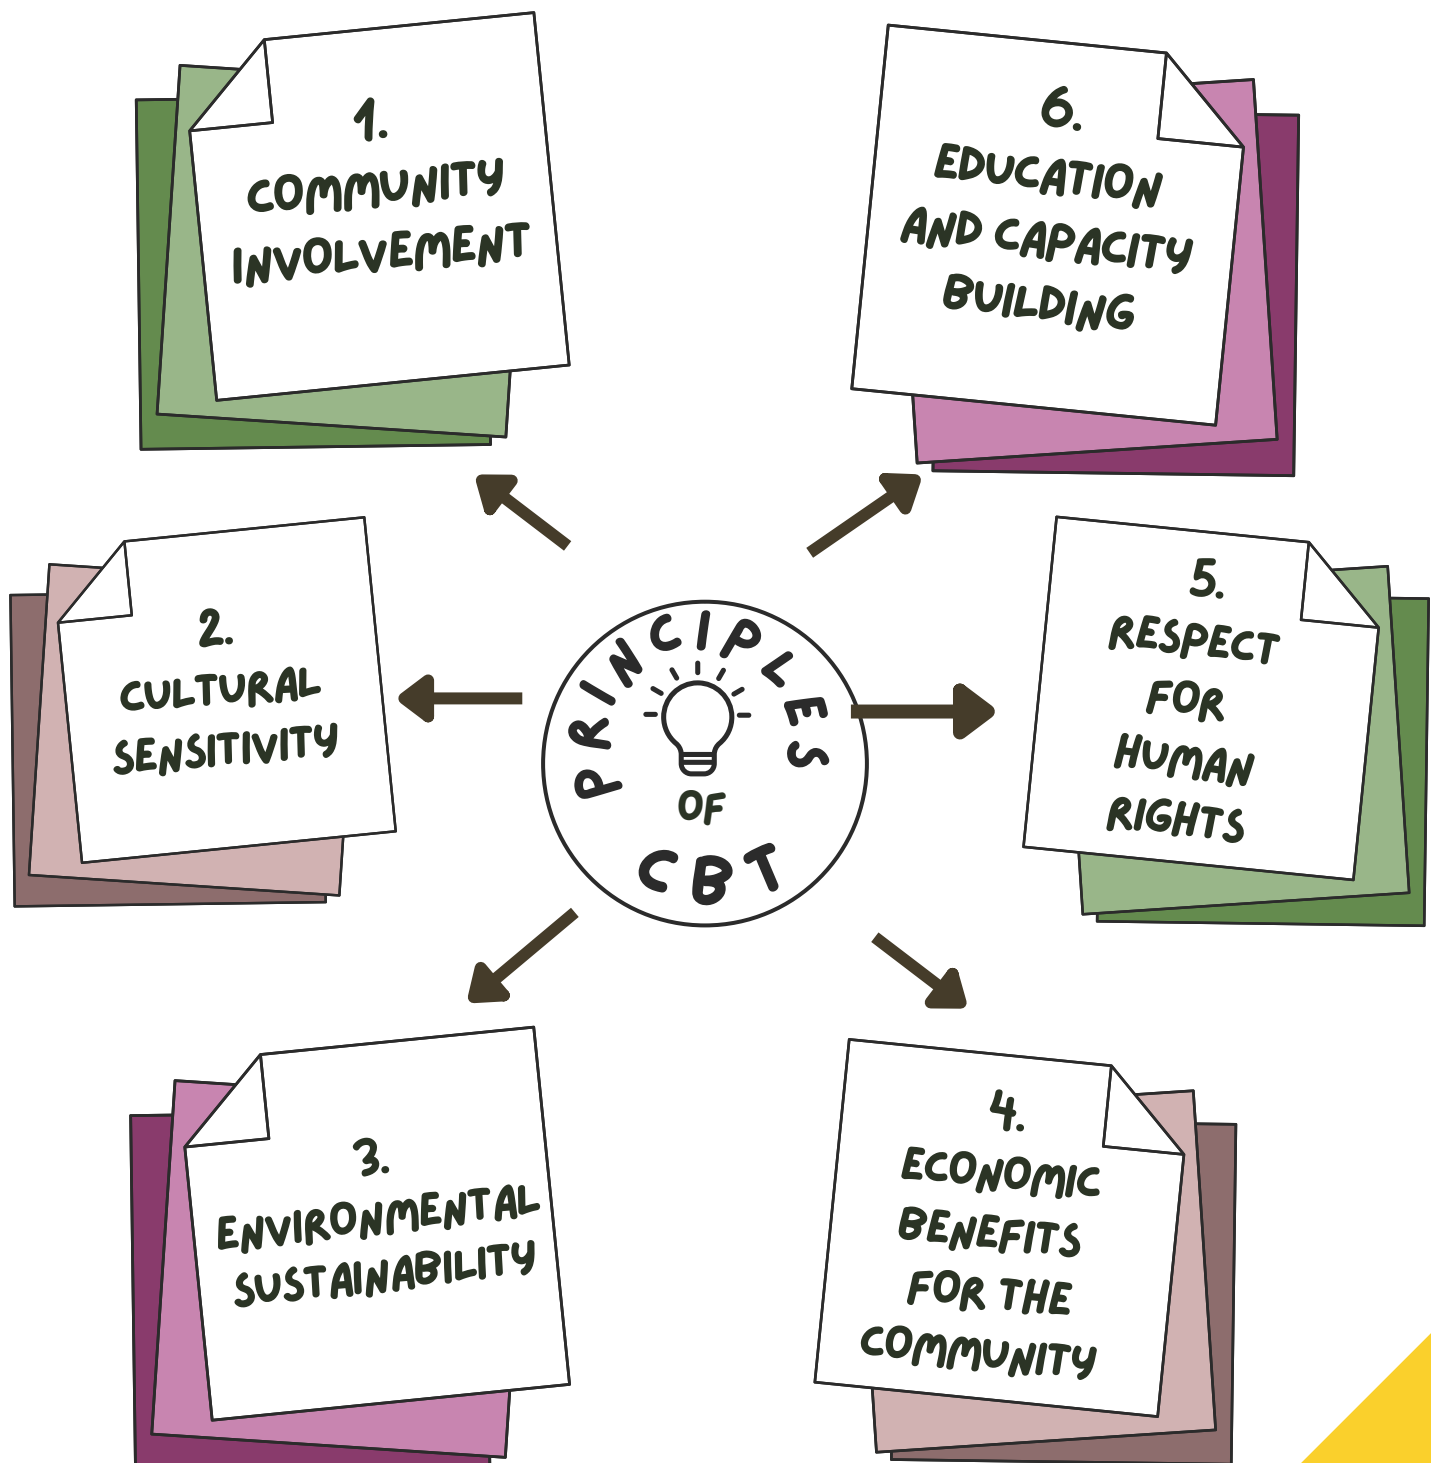 1.
COMMUNITY
INVOLVEMENT
6.
EDUCATION
AND CAPACITY
BUILDING
2.
CULTURAL
SENSITIVITY
PRINCIPLES
OF
CBT
5.
RESPECT
FOR
HUMAN
RIGHTS
3.
ENVIRONMENTAL
SUSTAINABILITY
4.
ECONOMIC
BENEFITS
FOR THE
COMMUNITY